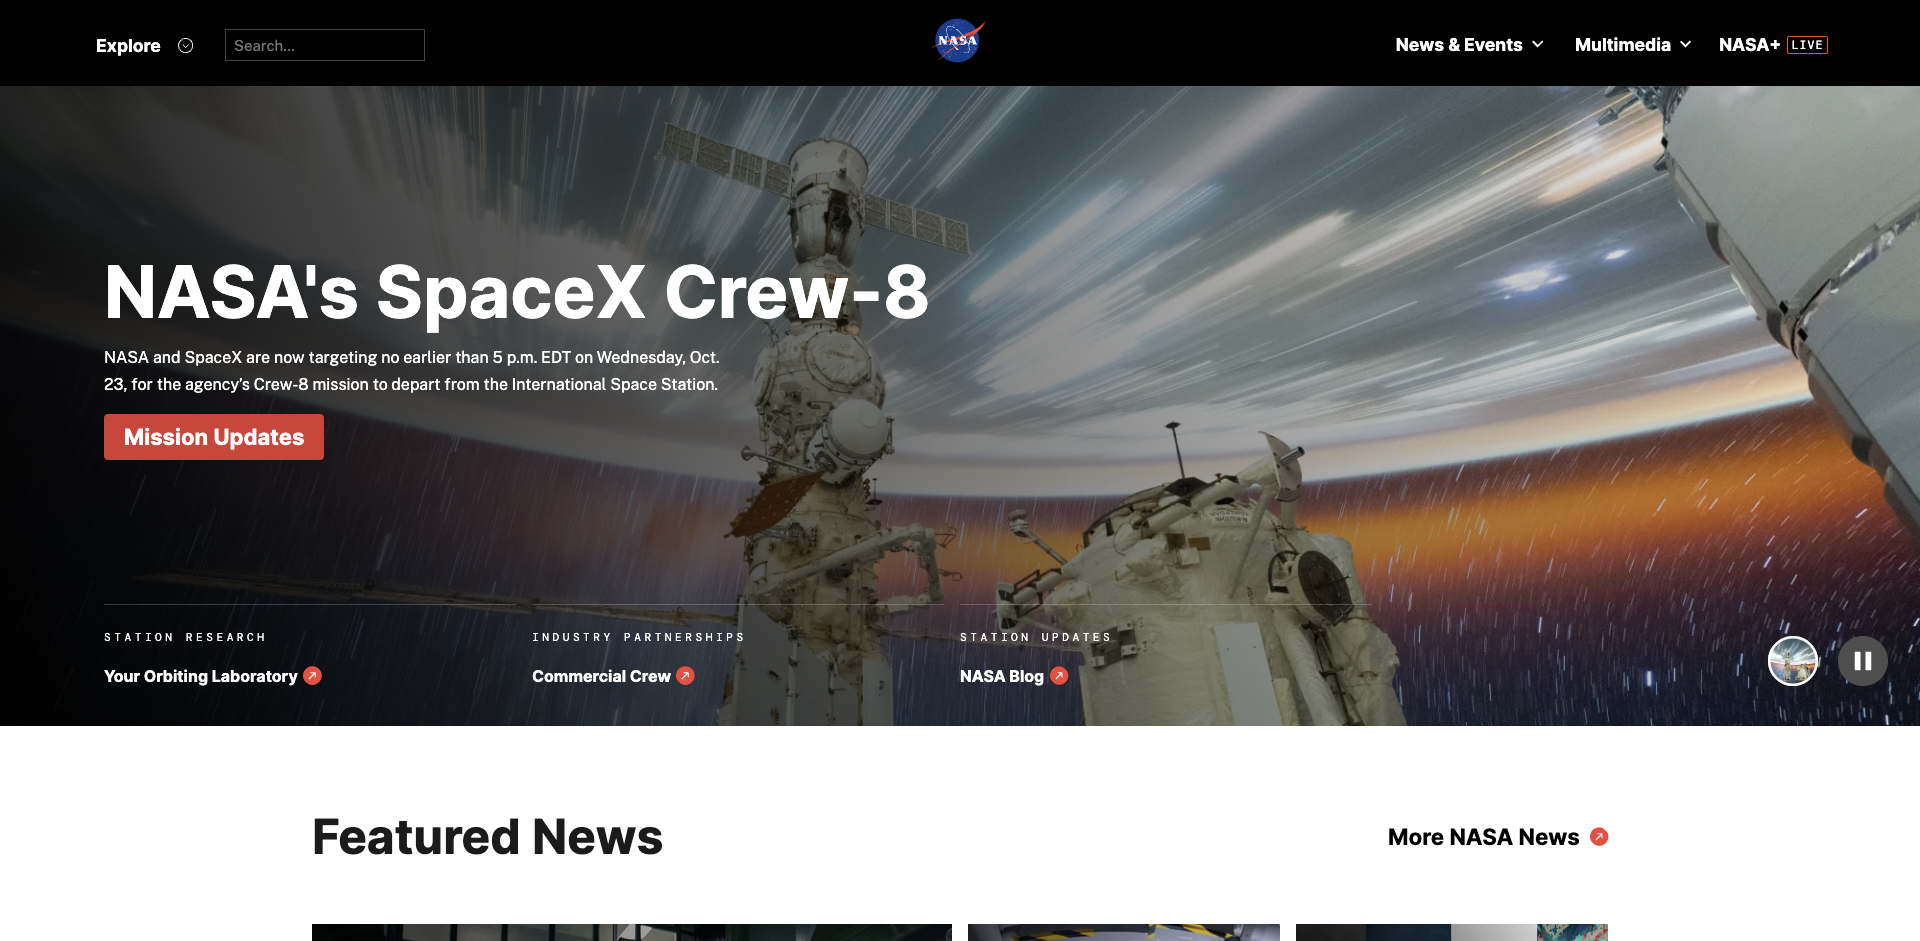 Explore
Search...
NASA
News & Events
Multimedia
NASA+ LIVE
NASA's SpaceX Crew-8
NASA and SpaceX are now targeting no earlier than 5 p.m. EDT on Wednesday, Oct.
23, for the agency’s Crew-8 mission to depart from the International Space Station.
Mission Updates
STATION RESEARCH
Your Orbiting Laboratory
INDUSTRY PARTNERSHIPS
Commercial Crew
STATION UPDATES
NASA Blog
Featured News
More NASA News